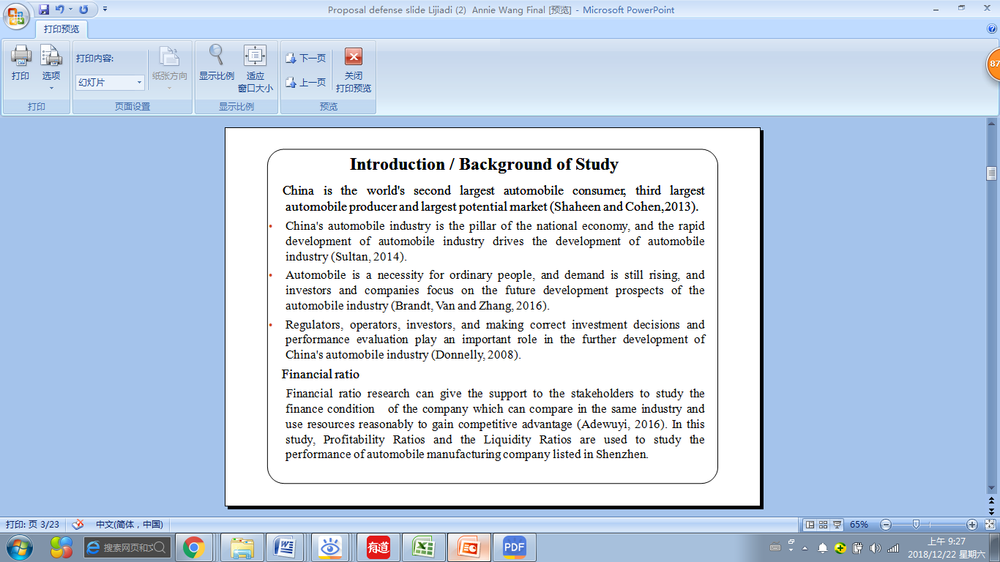 Proposal defense slide Lijiadi (2)  Annie Wang Final [预览] - Microsoft PowerPoint
打印预览
打印
选项
打印内容:
幻灯片
纸张方向
显示比例
适应
窗口大小
下一页
上一页
关闭
打印预览
打印
页面设置
显示比例
预览
87
Introduction / Background of Study
China is the world's second largest automobile consumer, third largest
automobile producer and largest potential market (Shaheen and Cohen,2013).
• China's automobile industry is the pillar of the national economy, and the rapid
development of automobile industry drives the development of automobile
industry (Sultan, 2014).
• Automobile is a necessity for ordinary people, and demand is still rising, and
investors and companies focus on the future development prospects of the
automobile industry (Brandt, Van and Zhang, 2016).
• Regulators, operators, investors, and making correct investment decisions and
performance evaluation play an important role in the further development of
China's automobile industry (Donnelly, 2008).
Financial ratio
Financial ratio research can give the support to the stakeholders to study the
finance condition   of the company which can compare in the same industry and
use resources reasonably to gain competitive advantage (Adewuyi, 2016). In this
study, Profitability Ratios and the Liquidity Ratios are used to study the
performance of automobile manufacturing company listed in Shenzhen.
打印: 页 3/23
中文(简体，中国)
65%
搜索网页和文
有道
PDF
上午 9:27
2018/12/22 星期六